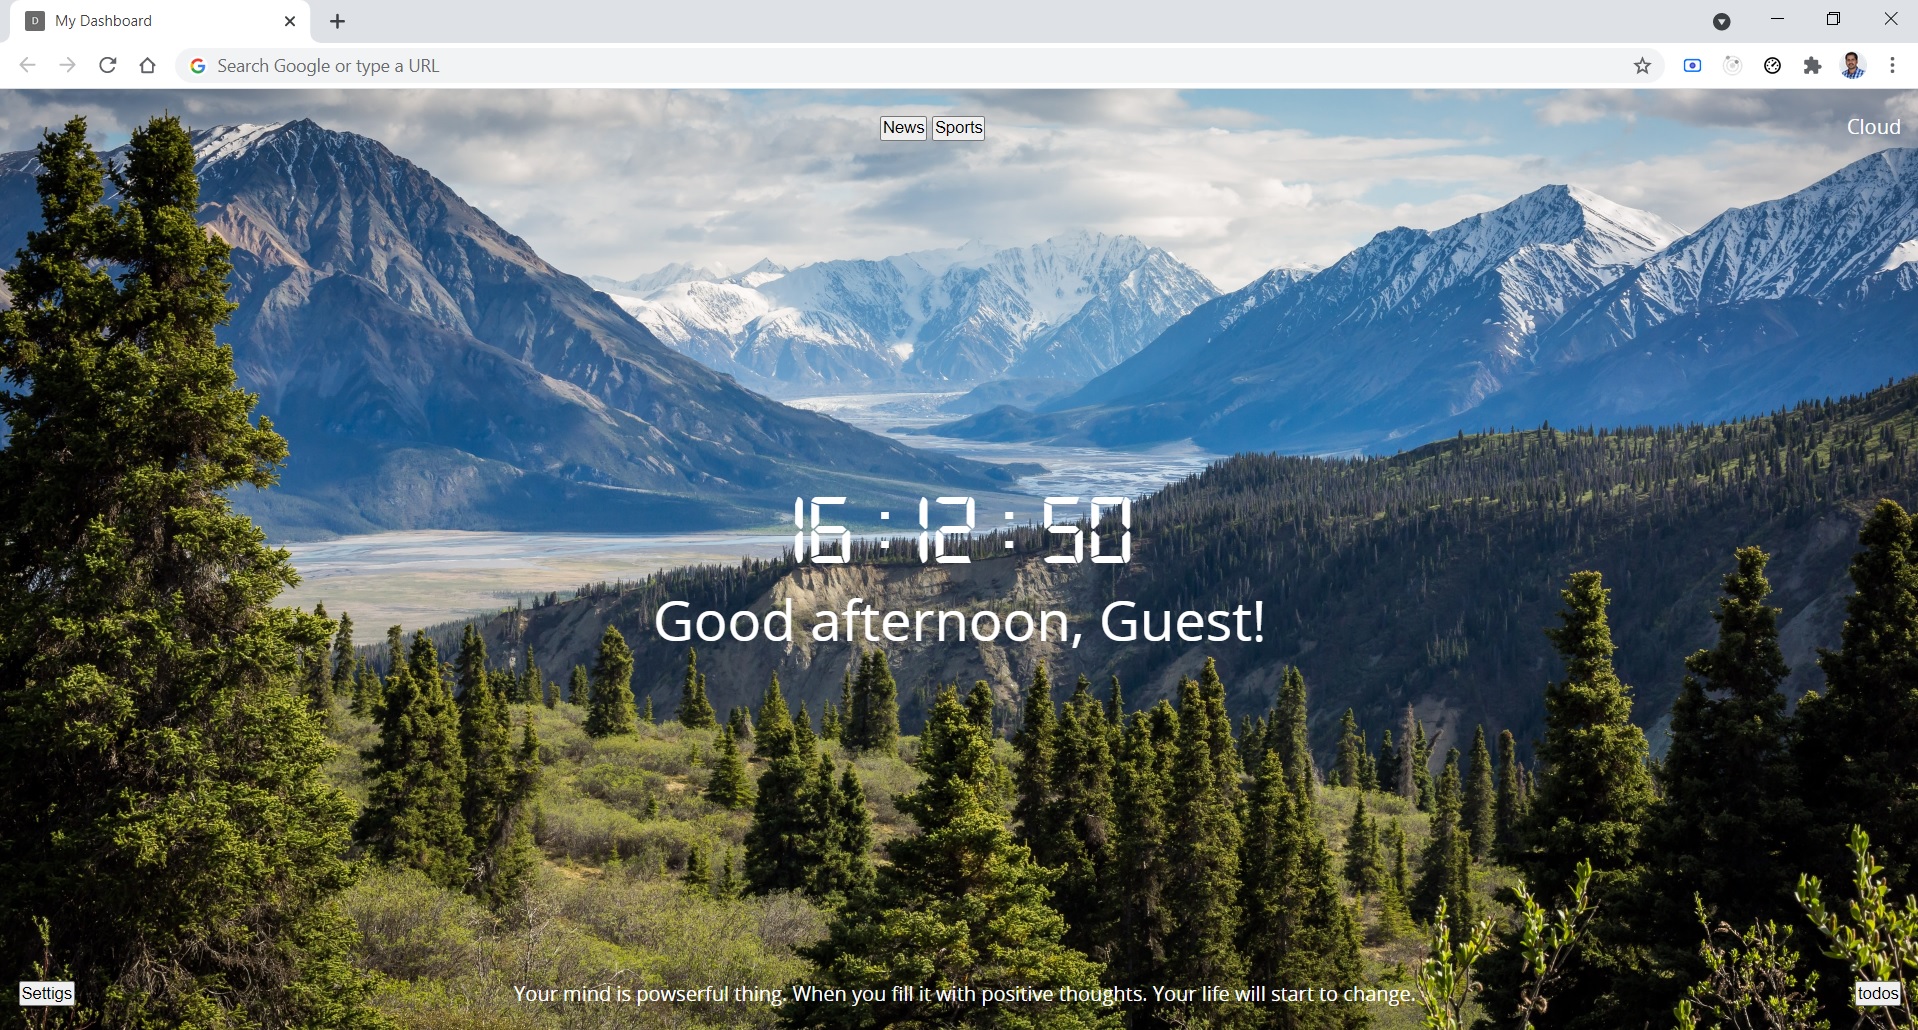 D My Dashboard
Search Google or type a URL
News Sports
Cloud
16:12:50
Good afternoon, Guest!
Settigs
Your mind is powserful thing. When you fill it with positive thoughts. Your life will start to change.
todos